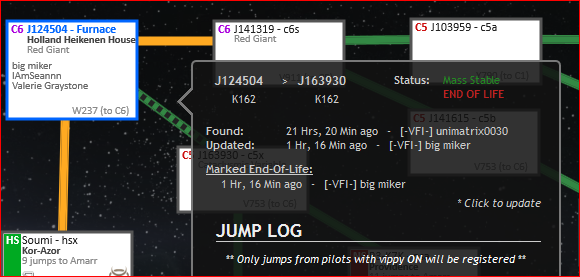 C6 J124504 - Furnace
Holland Heikenen House
Red Giant
big miker
IAmSeannn
Valerie Graystone
W237 (to C6)
C6 J141319 - c6s
Red Giant
C5 J103959 - c5a
J124504 > J163930 Status: Mass Stable
K162 K162 END OF LIFE
C5 J141615 - c5b
Found: 21 Hrs, 20 Min ago - [-VFI-] unimatrix0030
Updated: 1 Hr, 16 Min ago - [-VFI-] big miker
C5 J163930 - c5x
V753 (to C6)
Marked End-Of-Life:
1 Hr, 16 Min ago - [-VFI-] big miker
V753 (to C6)
* Click to update
JUMP LOG
HS Soumi - hsx
Kor-Azor
9 jumps to Amarr
** Only jumps from pilots with vippy ON will be registered **
Providence